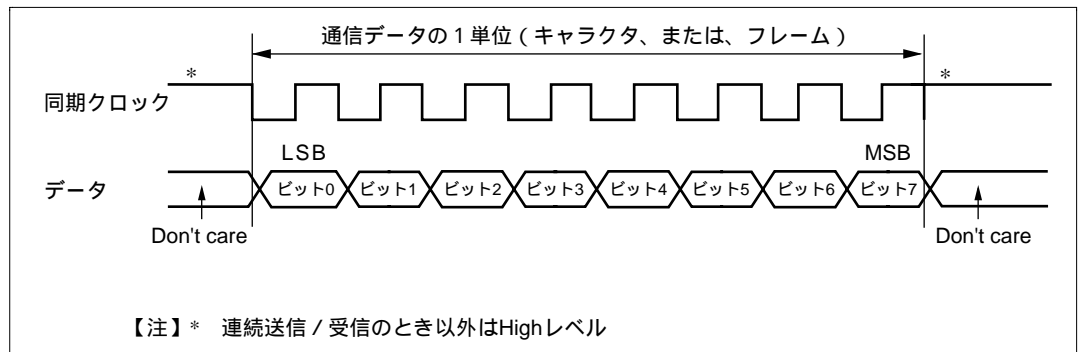 通信データの1単位(キャラクタ、または、フレーム)
* *
同期クロック
LSB MSB
データ ビット0 ビット1 ビット2 ビット3 ビット4 ビット5 ビット6 ビット7
Don't care Don't care
【注】* 連続送信/受信のとき以外はHighレベル